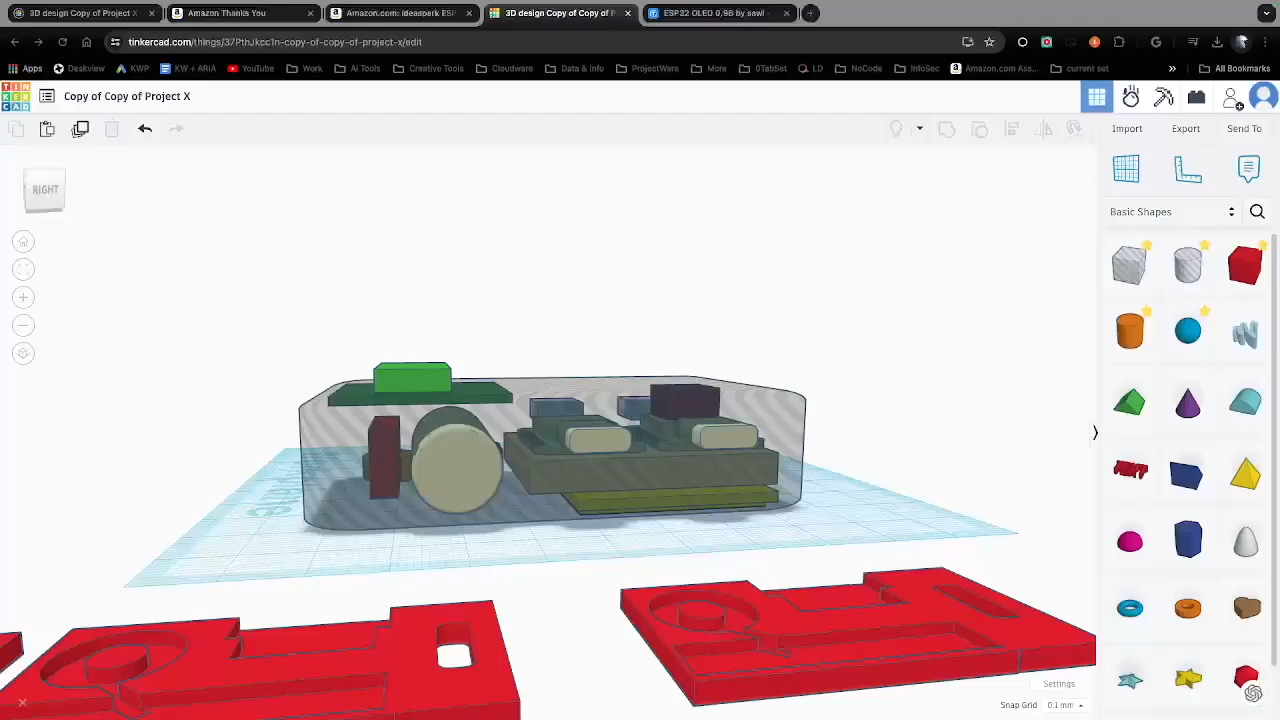 3D design Copy of Project X
Amazon Thanks You
Amazon.com: Ideaspark ESP
3D design Copy of Copy of P
ESP32 OLED 0,96 by sawi -
tinkercad.com/things/37PthJkcc1n-copy-of-copy-of-project-x/edit
Apps
Deakview
KWP
KW + ARIA
YouTube
Work
Ai Tools
Creative Tools
Cloudware
Data & Info
ProjectWare
More
0TabSet
LD
NoCode
InfoSec
Amazon.com Ass...
current set
»
All Bookmarks
TIN
KER
CAD
Copy of Copy of Project X
Import
Export
Send To
RIGHT
Basic Shapes
Settings
Snap Grid
0.1 mm